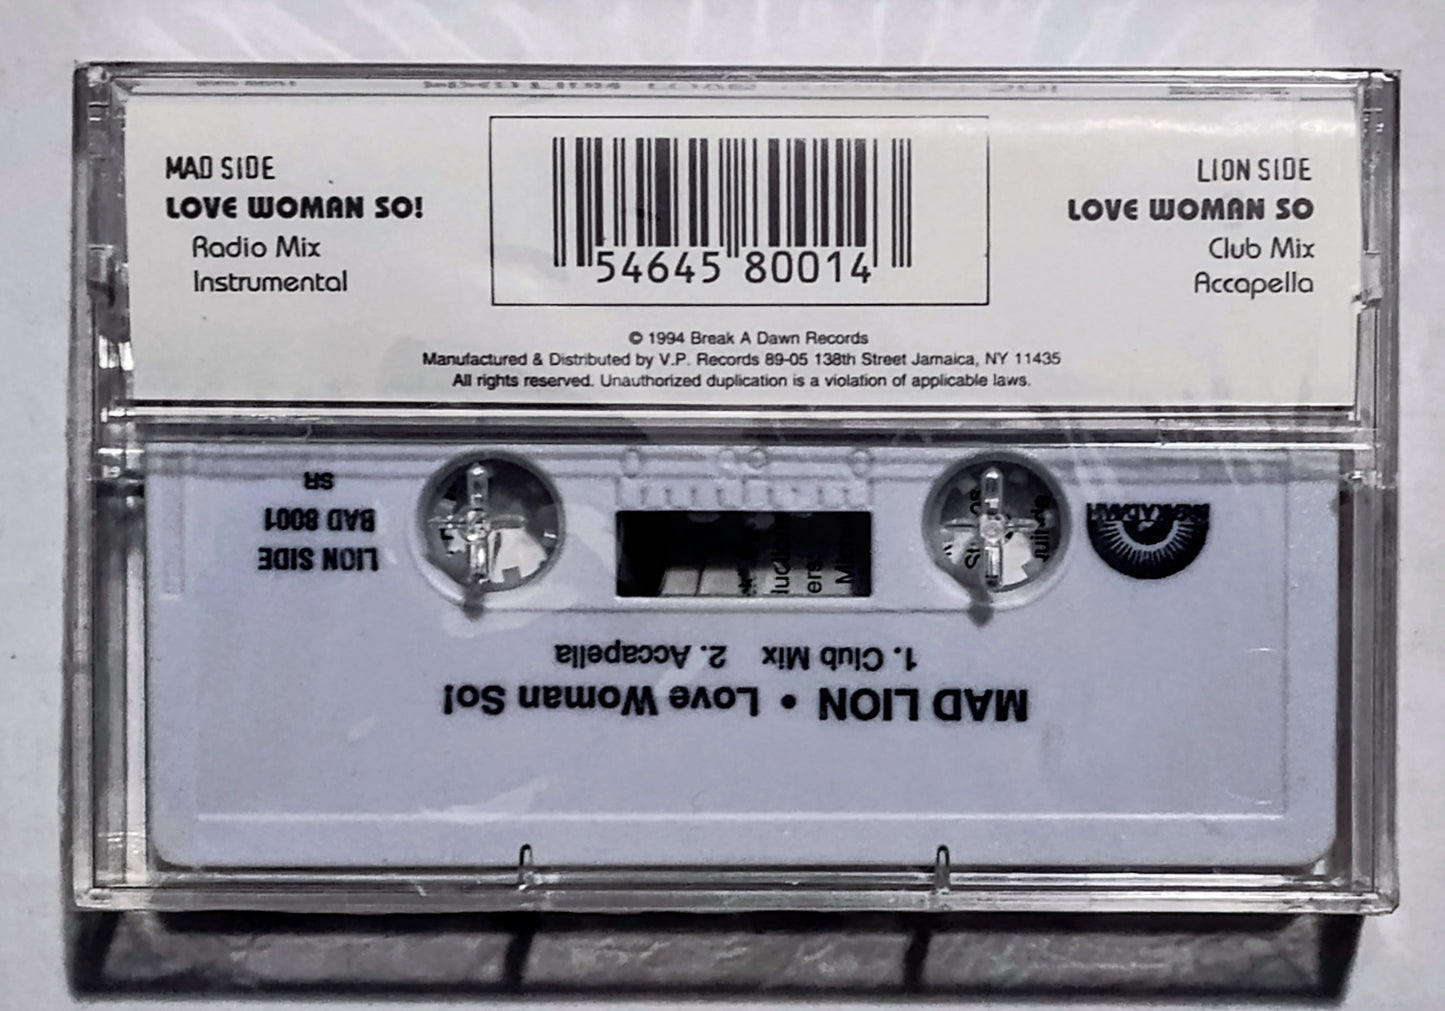 MAD SIDE
LOVE WOMAN SO!
Radio Mix
Instrumental
54645 80014
LION SIDE
LOVE WOMAN SO
Club Mix
Accapella
© 1994 Break A Dawn Records
Manufactured & Distributed by V.P. Records 89-05 138th Street Jamaica, NY 11435
All rights reserved. Unauthorized duplication is a violation of applicable laws.
MAD LION • Love Woman So!
1. Club Mix 2. Accapella
LION SIDE
BAD 8001
SR